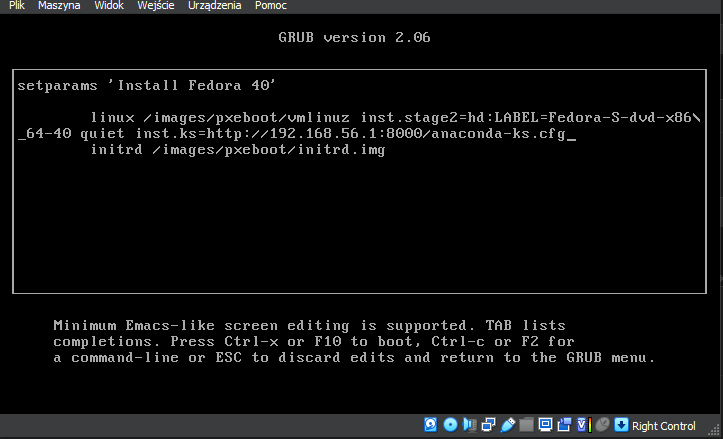 Plik Maszyna Widok Wejście Urządzenia Pomoc
GRUB version 2.06
setparams 'Install Fedora 40'
linux /images/pxeboot/vmlinuz inst.stage2=hd:LABEL=Fedora-S-dvd-x86\
_64-40 quiet inst.ks=http://192.168.56.1:8000/anaconda-ks.cfg_
initrd /images/pxeboot/initrd.img
Minimum Emacs-like screen editing is supported. TAB lists
completions. Press Ctrl-x or F10 to boot, Ctrl-c or F2 for
a command-line or ESC to discard edits and return to the GRUB menu.
Right Control